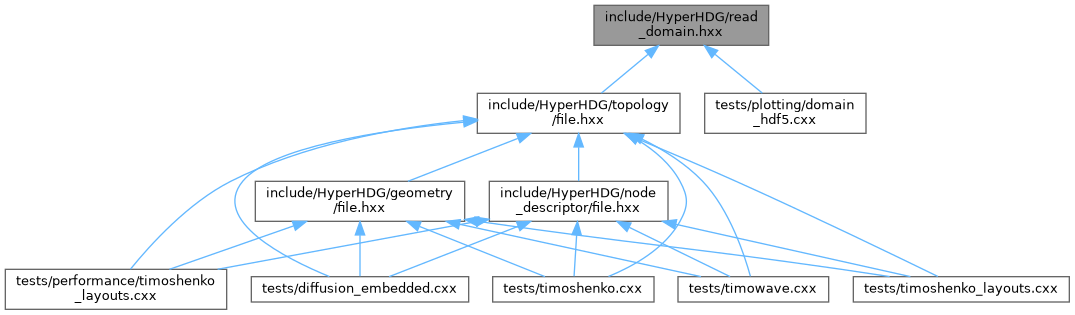 include/HyperHDG/read
_domain.hxx
include/HyperHDG/topology
/file.hxx
tests/plotting/domain
_hdf5.cxx
include/HyperHDG/geometry
/file.hxx
include/HyperHDG/node
_descriptor/file.hxx
tests/performance/timoshenko
_layouts.cxx
tests/diffusion_embedded.cxx
tests/timoshenko.cxx
tests/timowave.cxx
tests/timoshenko_layouts.cxx